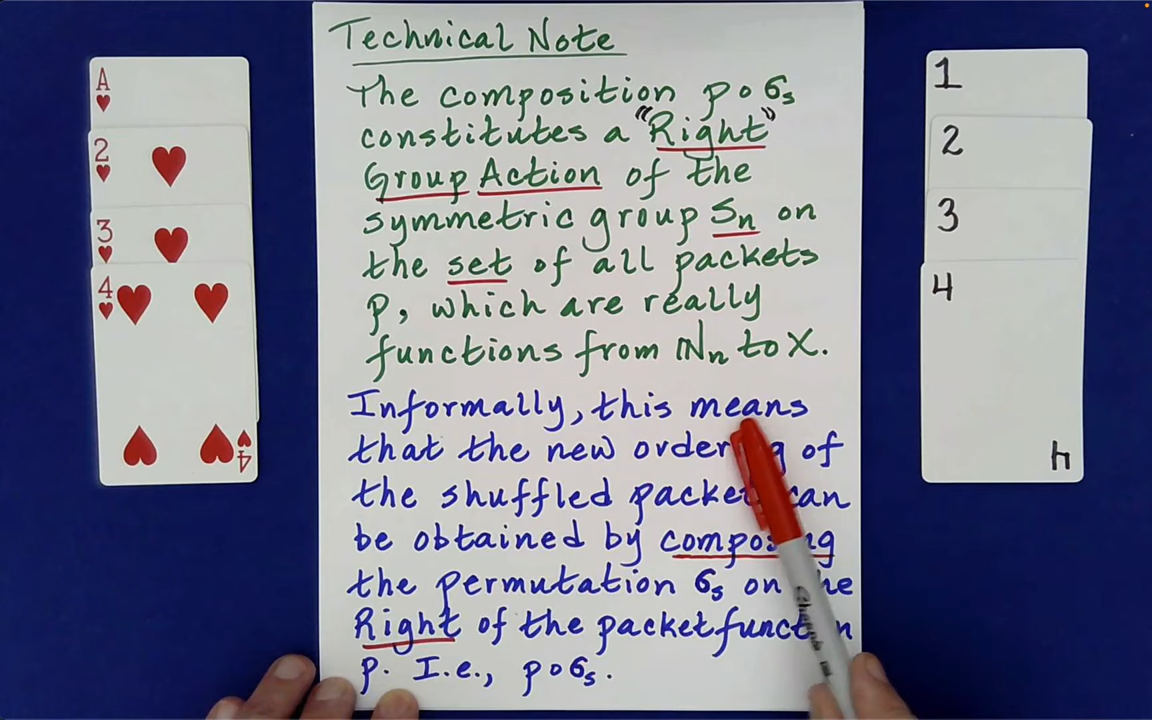 Technical Note
The composition p o σs
constitutes a "Right"
Group Action of the
symmetric group Sn on
the set of all packets
p, which are really
functions from ℕn to X.
Informally, this means
that the new ordering of
the shuffled packet can
be obtained by composing
the permutation σs on the
Right of the packet function
p. I.e., p o σs.
A
2
3
4
4
1
2
3
4
4
Sharpie